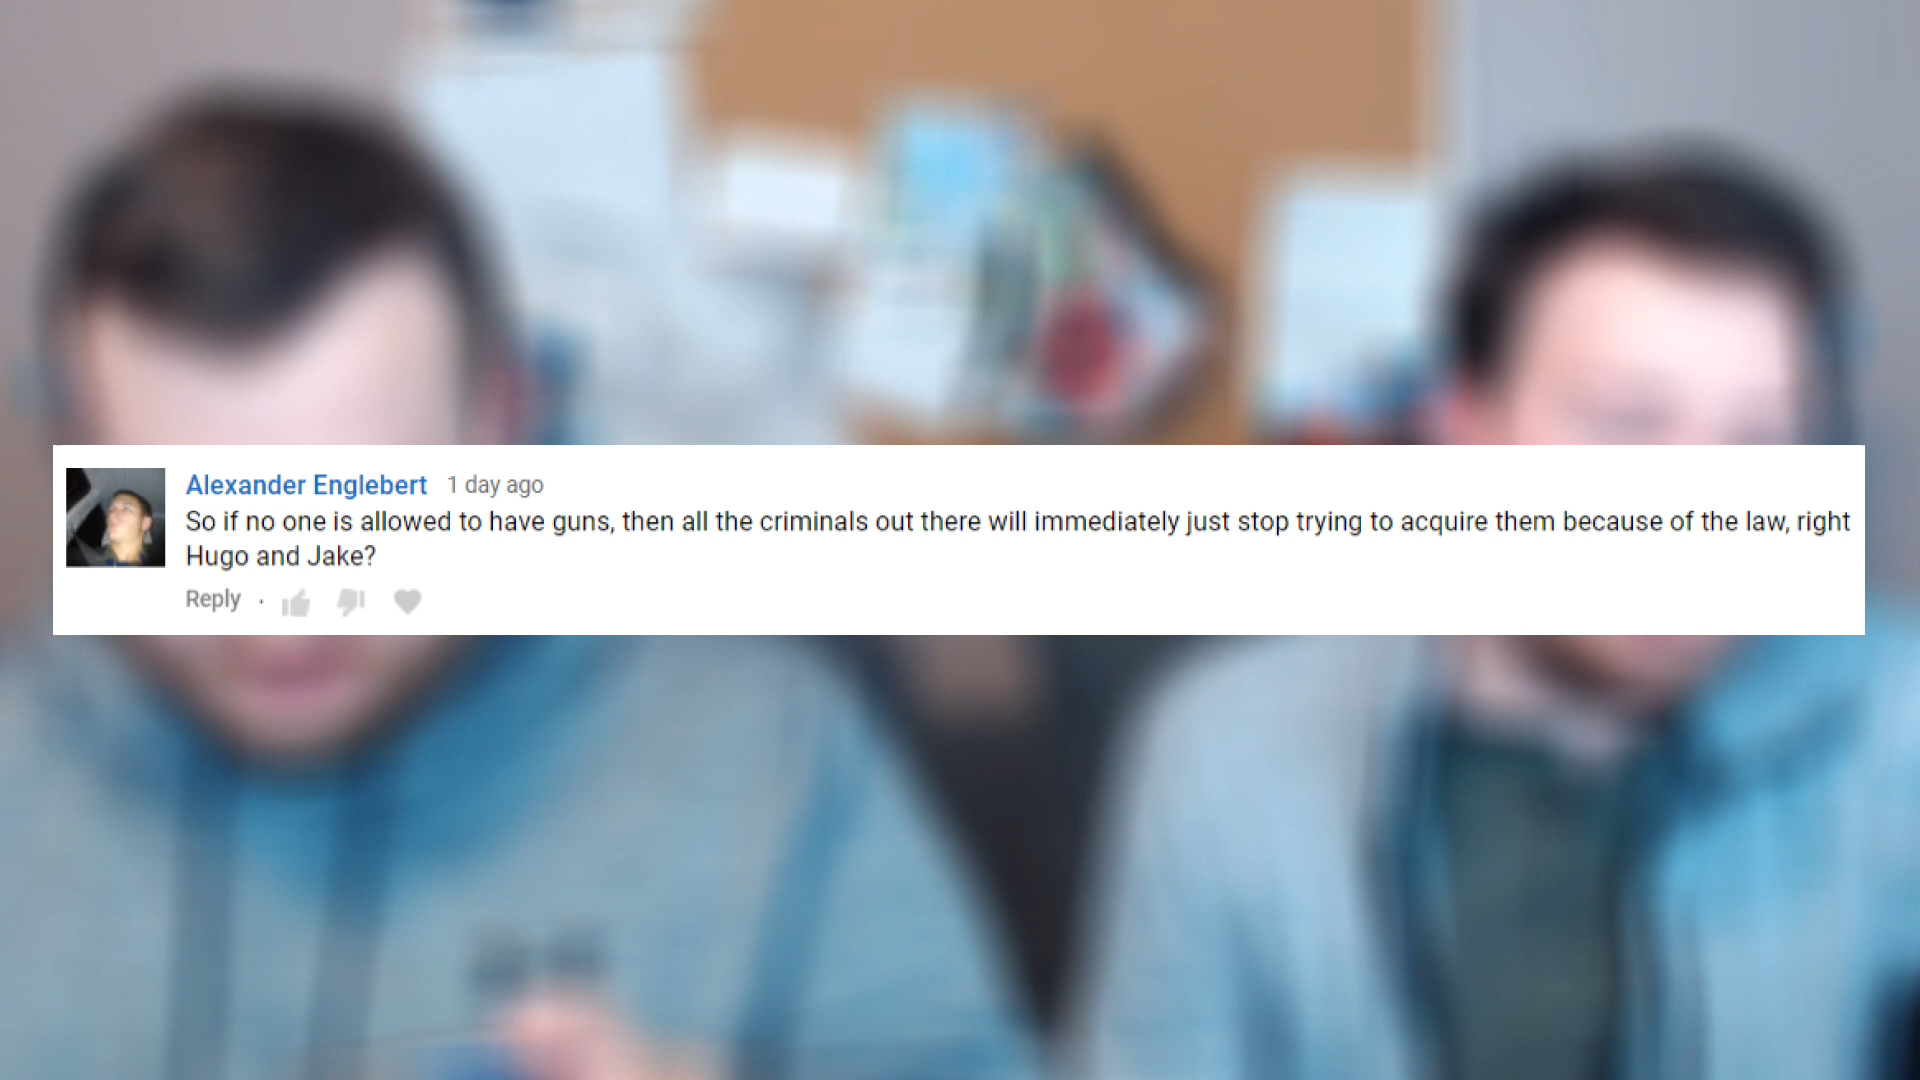 Alexander Englebert 1 day ago
So if no one is allowed to have guns, then all the criminals out there will immediately just stop trying to acquire them because of the law, right
Hugo and Jake?
Reply ·